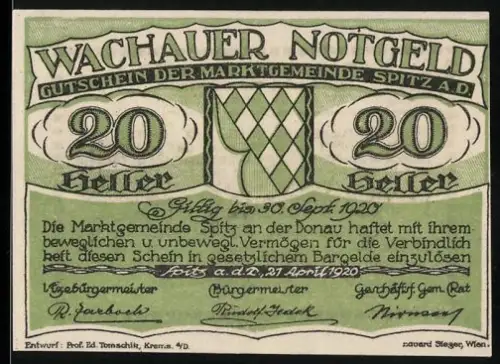 WACHAUER NOTGELD
GUTSCHEIN DER MARKTGEMEINDE SPITZ A.D.
20 20
Heller Heller
Giltig bis 30. Sept. 1920
Die Marktgemeinde Spitz an der Donau haftet mit ihrem
beweglichen u. unbewegl. Vermögen für die Verbindlich
keit diesen Schein in gesetzlichem Bargelde einzulösen
Spitz a.d.D., 27 April 1920
Vizebürgermeister Bürgermeister Geschäftsf. Gem. Rat
Rudolf
Entwurf: Prof. Ed. Tomschik, Krems a/D. Eduard Sieger, Wien.